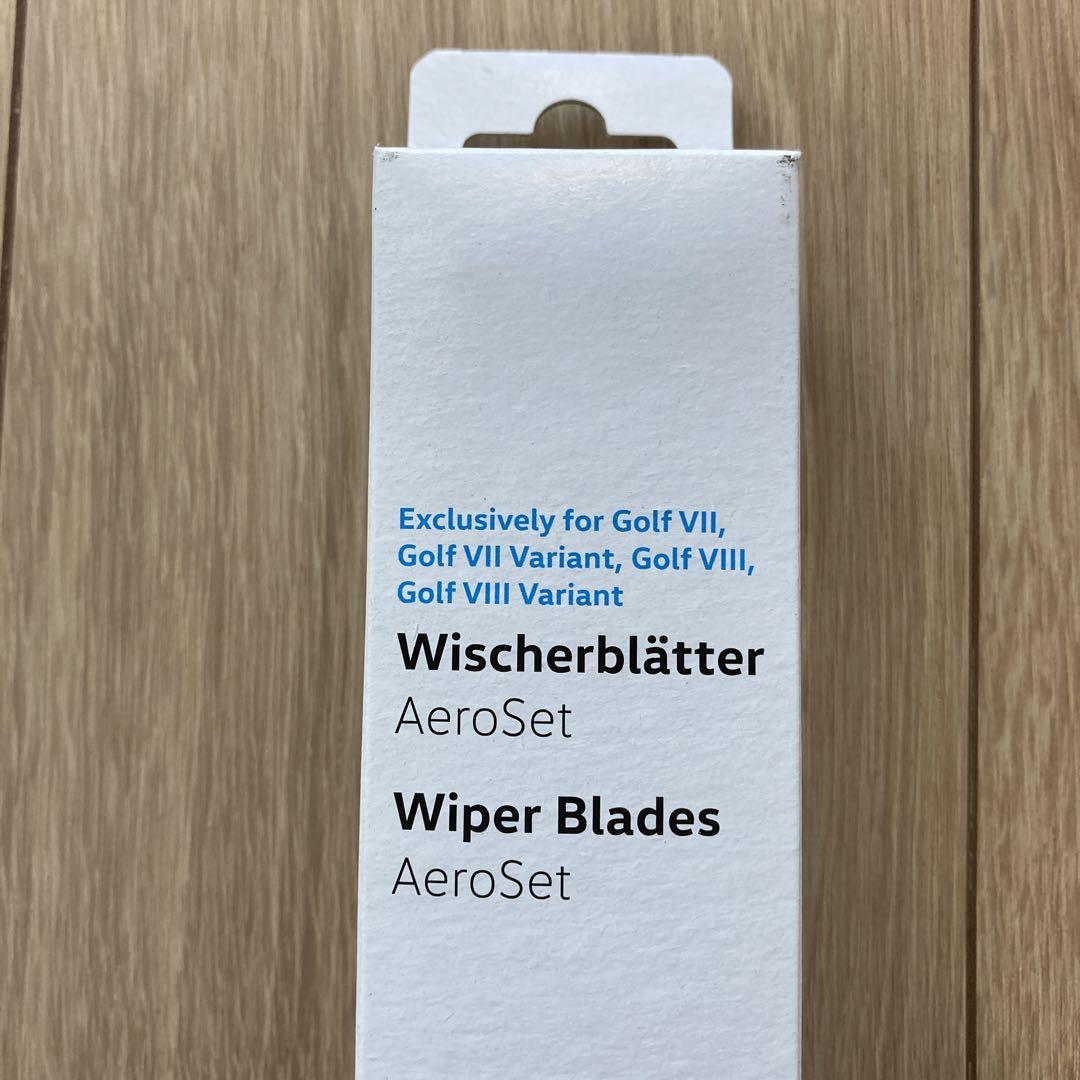 Exclusively for Golf VII,
Golf VII Variant, Golf VIII,
Golf VIII Variant
Wischerblätter
AeroSet
Wiper Blades
AeroSet